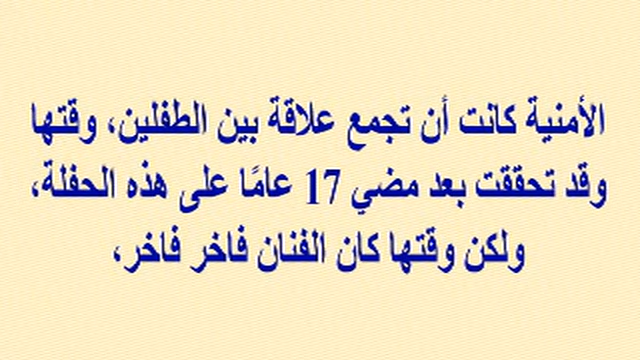 الأمنية كانت أن تجمع علاقة بين الطفلين، وقتها
وقد تحققت بعد مضي 17 عامًا على هذه الحفلة،
ولكن وقتها كان الفنان فاخر فاخر،